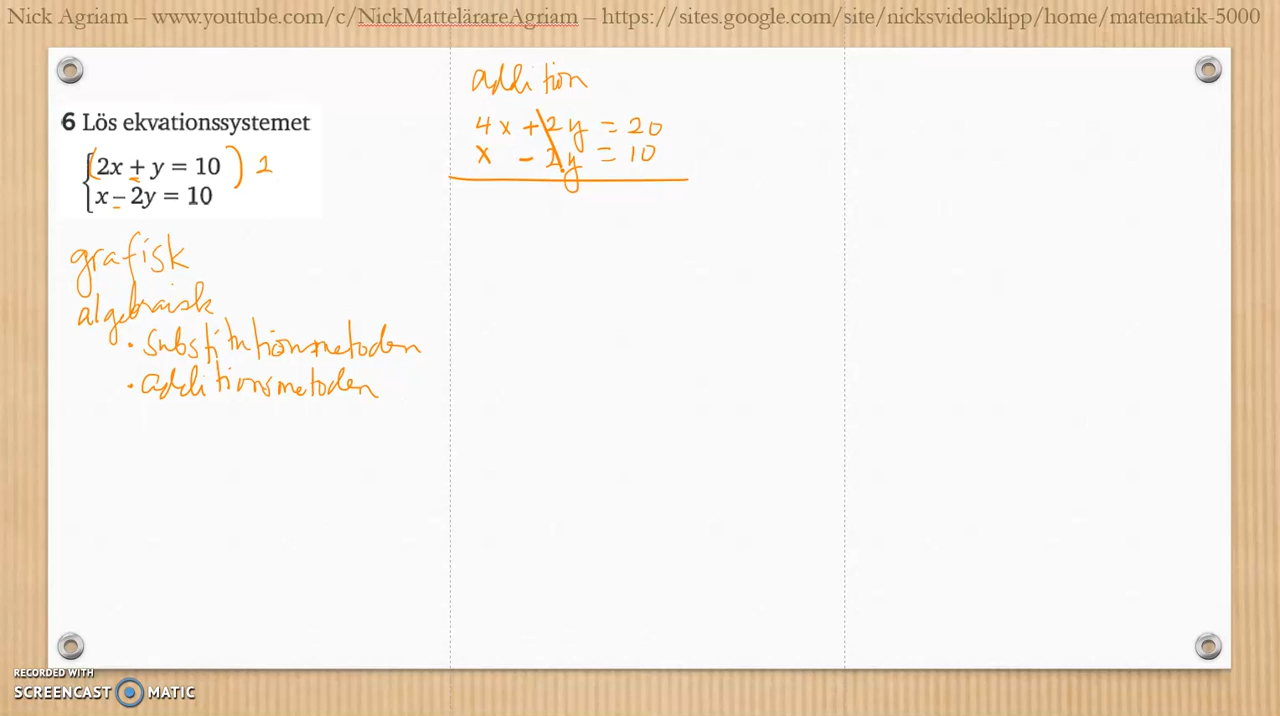 Nick Agriam – www.youtube.com/c/NickMattelärareAgriam – https://sites.google.com/site/nicksvideoklipp/home/matematik-5000
6 Lös ekvationssystemet
(2x + y = 10) 2
x – 2y = 10
grafisk
algebraisk
• substitutionsmetoden
• additionsmetoden
addition
4x + 2y = 20
x – 2y = 10
RECORDED WITH
SCREENCAST MATIC